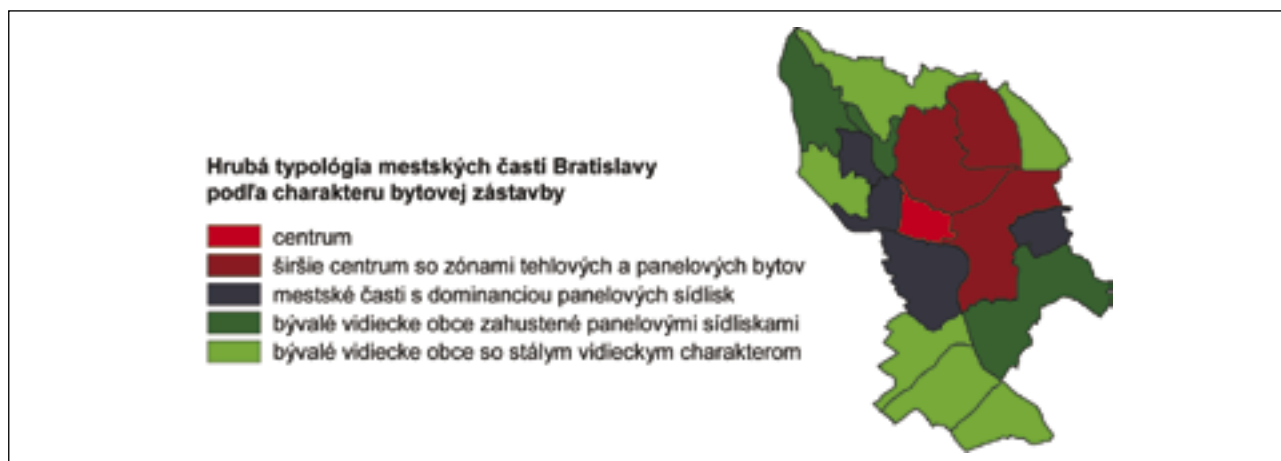 Hrubá typológia mestských častí Bratislavy
podľa charakteru bytovej zástavby
centrum
širšie centrum so zónami tehlových a panelových bytov
mestské časti s dominanciou panelových sídlisk
bývalé vidiecke obce zahustené panelovými sídliskami
bývalé vidiecke obce so stálym vidieckym charakterom